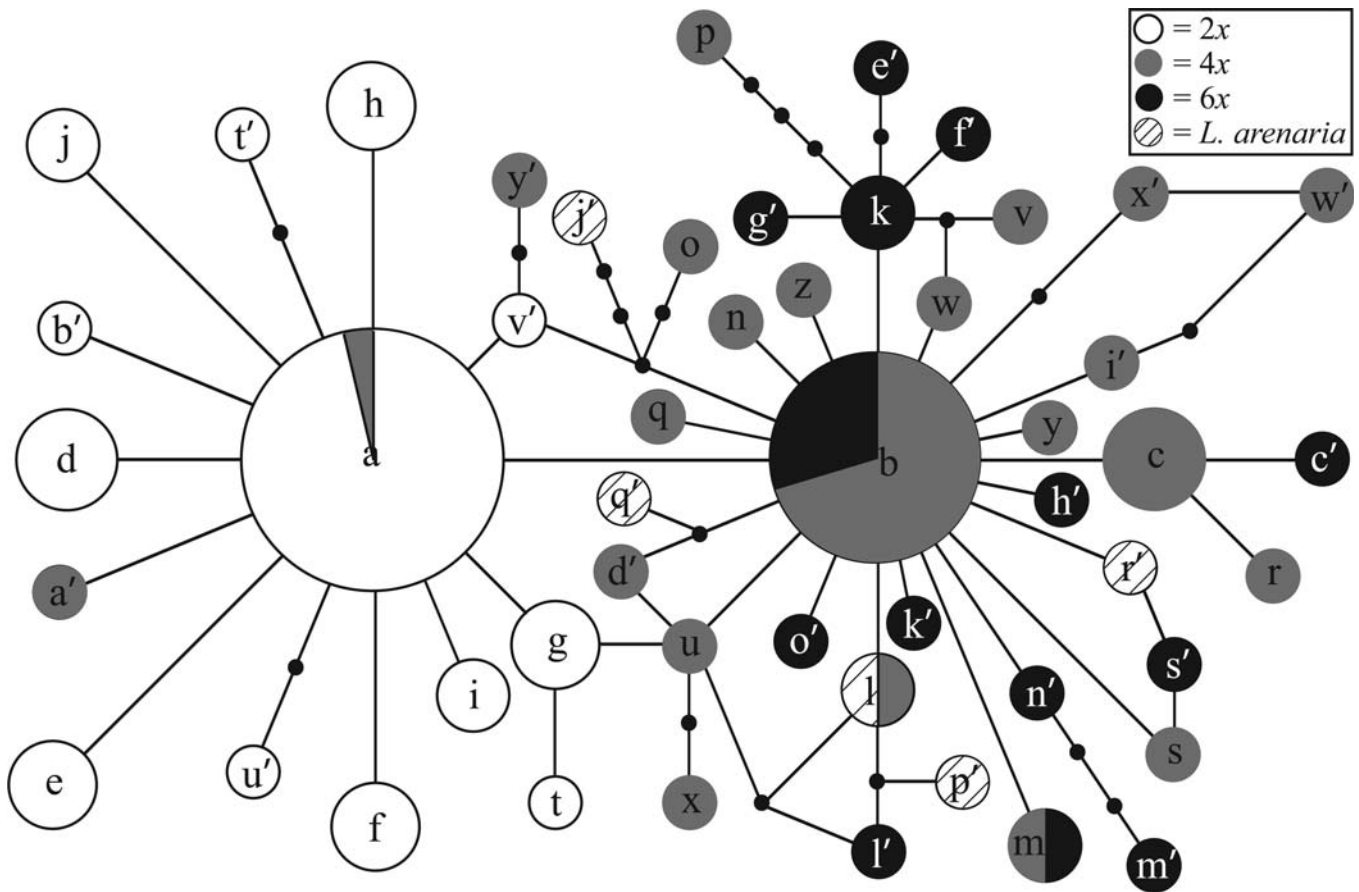 p
e′
= 2x
= 4x
= 6x
= L. arenaria
h
j
t′
f′
y′
j′
o
g′
k
v
x′
w′
b′
v′
n
z
w
i′
q
y
d
a
b
c
c′
q′
h′
a′
d′
r′
r
g
u
o′
k′
i
l
n′
s′
e
u′
f
t
x
p′
s
l′
m
m′